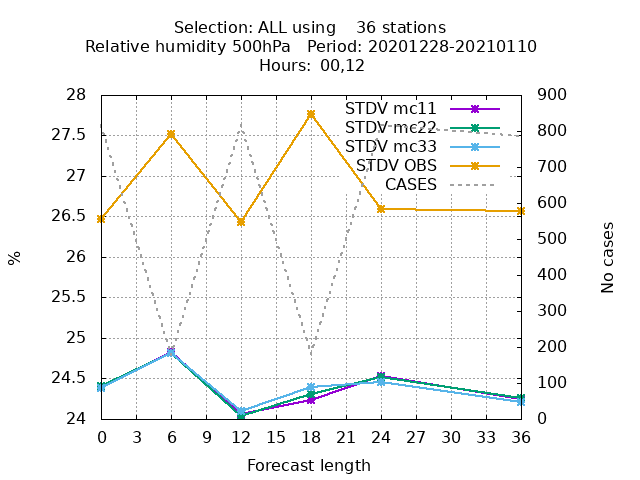 Selection: ALL using 36 stations
Relative humidity 500hPa Period: 20201228-20210110
Hours: 00,12
28
27.5
27
26.5
26
25.5
25
24.5
24
%
STDV mc11
STDV mc22
STDV mc33
STDV OBS
CASES
900
800
700
600
500
400
300
200
100
0
No cases
0 3 6 9 12 15 18 21 24 27 30 33 36
Forecast length